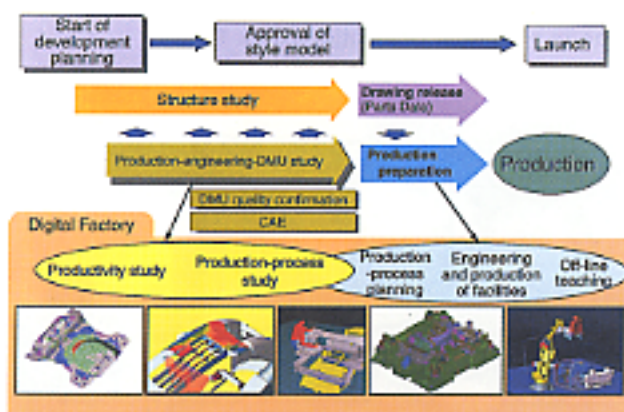 Start of
development
planning
Approval of
style model
Launch
Structure study
Drawing release
(Parts Data)
Production-engineering-DMU study
Production
preparation
Production
DMU quality confirmation
CAE
Digital Factory
Productivity study
Production-process
study
Production
-process
planning
Engineering
and production
of facilities
Off-line
teaching